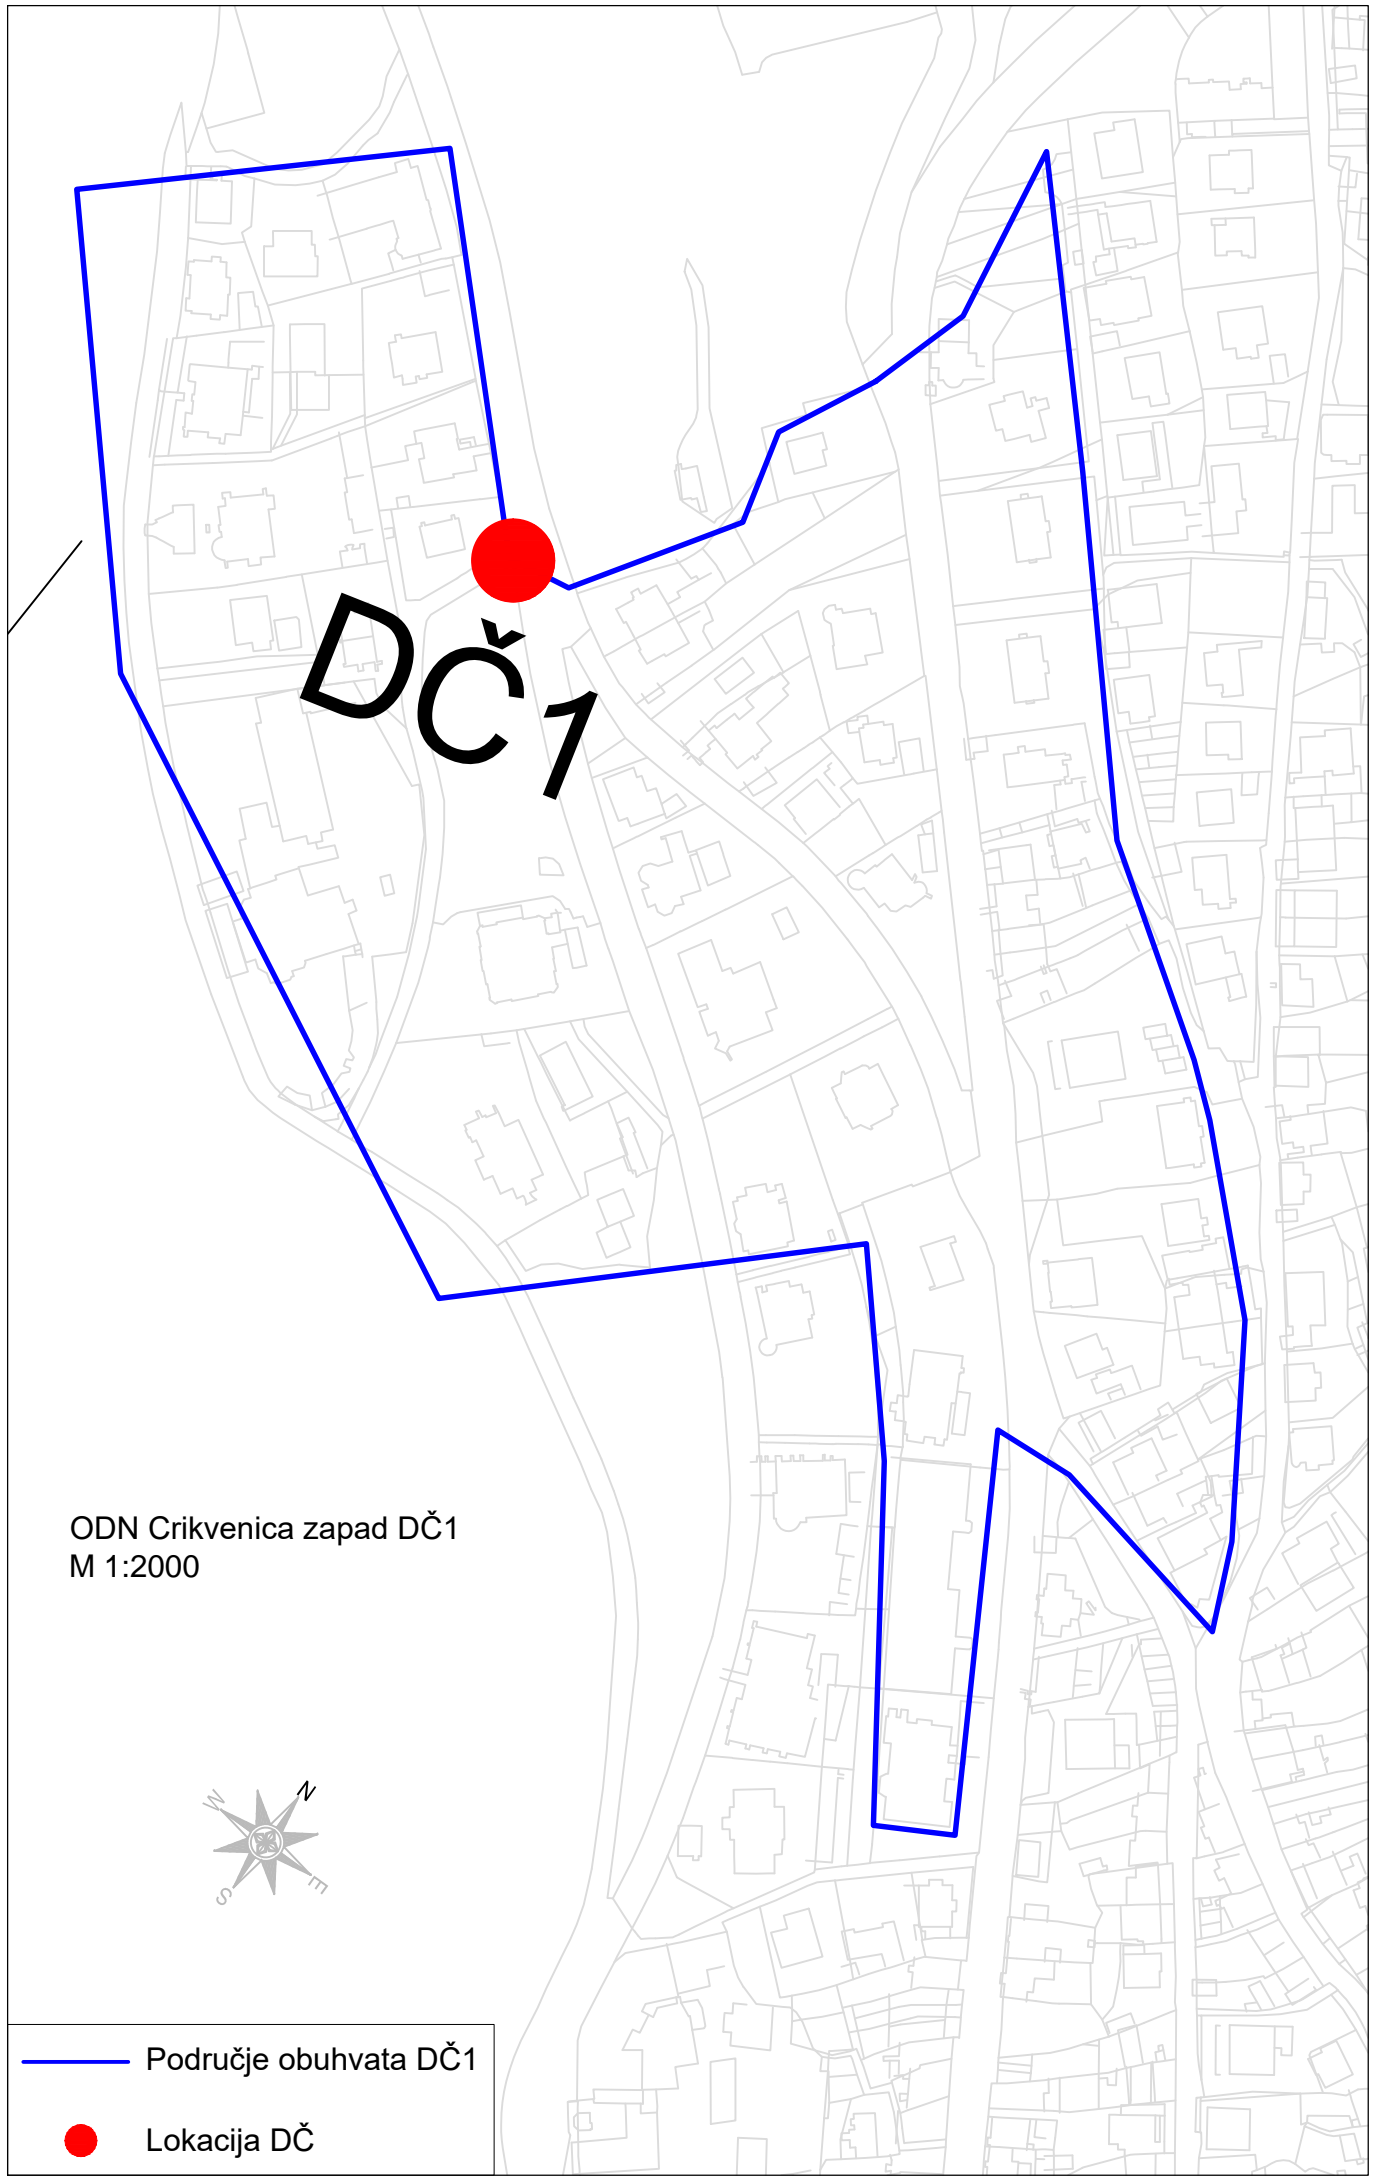 DČ1
ODN Crikvenica zapad DČ1
M 1:2000
N
W
E
S
Područje obuhvata DČ1
Lokacija DČ